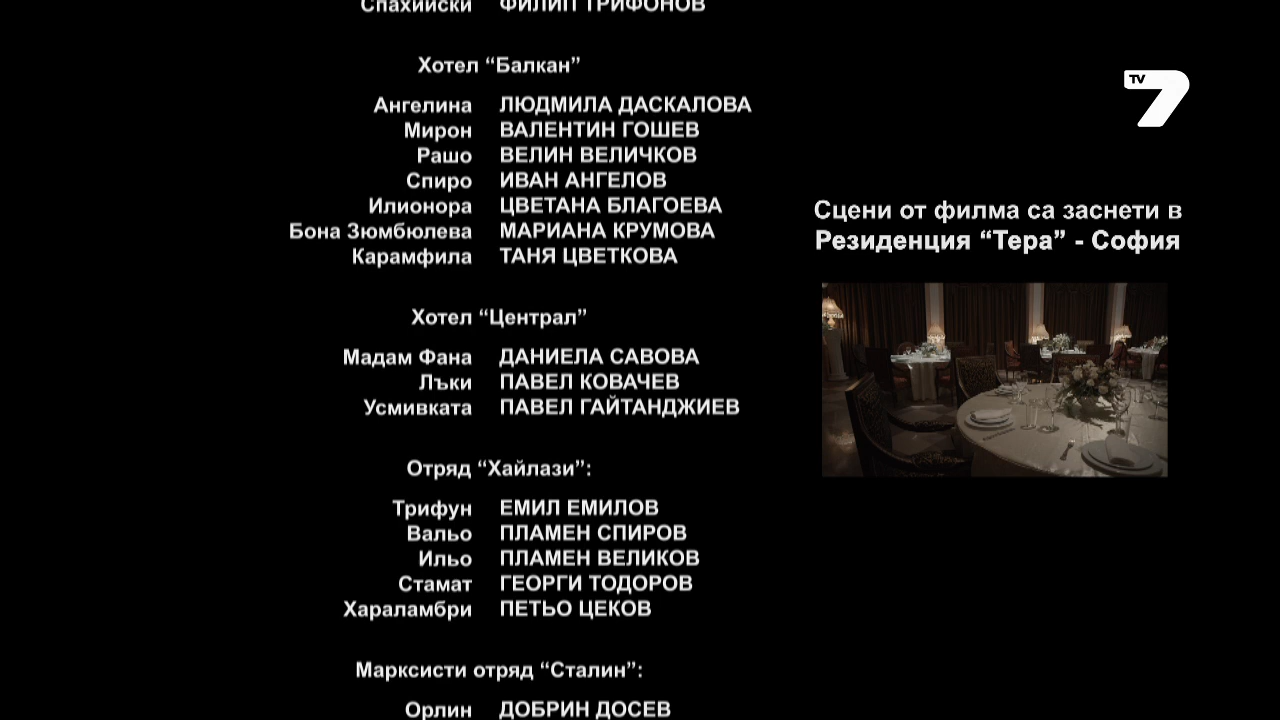 Спахийски ФИЛИП ТРИФОНОВ
Хотел “Балкан”
Ангелина ЛЮДМИЛА ДАСКАЛОВА
Мирон ВАЛЕНТИН ГОШЕВ
Рашо ВЕЛИН ВЕЛИЧКОВ
Спиро ИВАН АНГЕЛОВ
Илионора ЦВЕТАНА БЛАГОЕВА
Бона Зюмбюлева МАРИАНА КРУМОВА
Карамфила ТАНЯ ЦВЕТКОВА
Хотел “Централ”
Мадам Фана ДАНИЕЛА САВОВА
Лъки ПАВЕЛ КОВАЧЕВ
Усмивката ПАВЕЛ ГАЙТАНДЖИЕВ
Отряд “Хайлази”:
Трифун ЕМИЛ ЕМИЛОВ
Вальо ПЛАМЕН СПИРОВ
Ильо ПЛАМЕН ВЕЛИКОВ
Стамат ГЕОРГИ ТОДОРОВ
Хараламбри ПЕТЬО ЦЕКОВ
Марксисти отряд “Сталин”:
Орлин ДОБРИН ДОСЕВ
TV 7
Сцени от филма са заснети в
Резиденция “Тера” - София